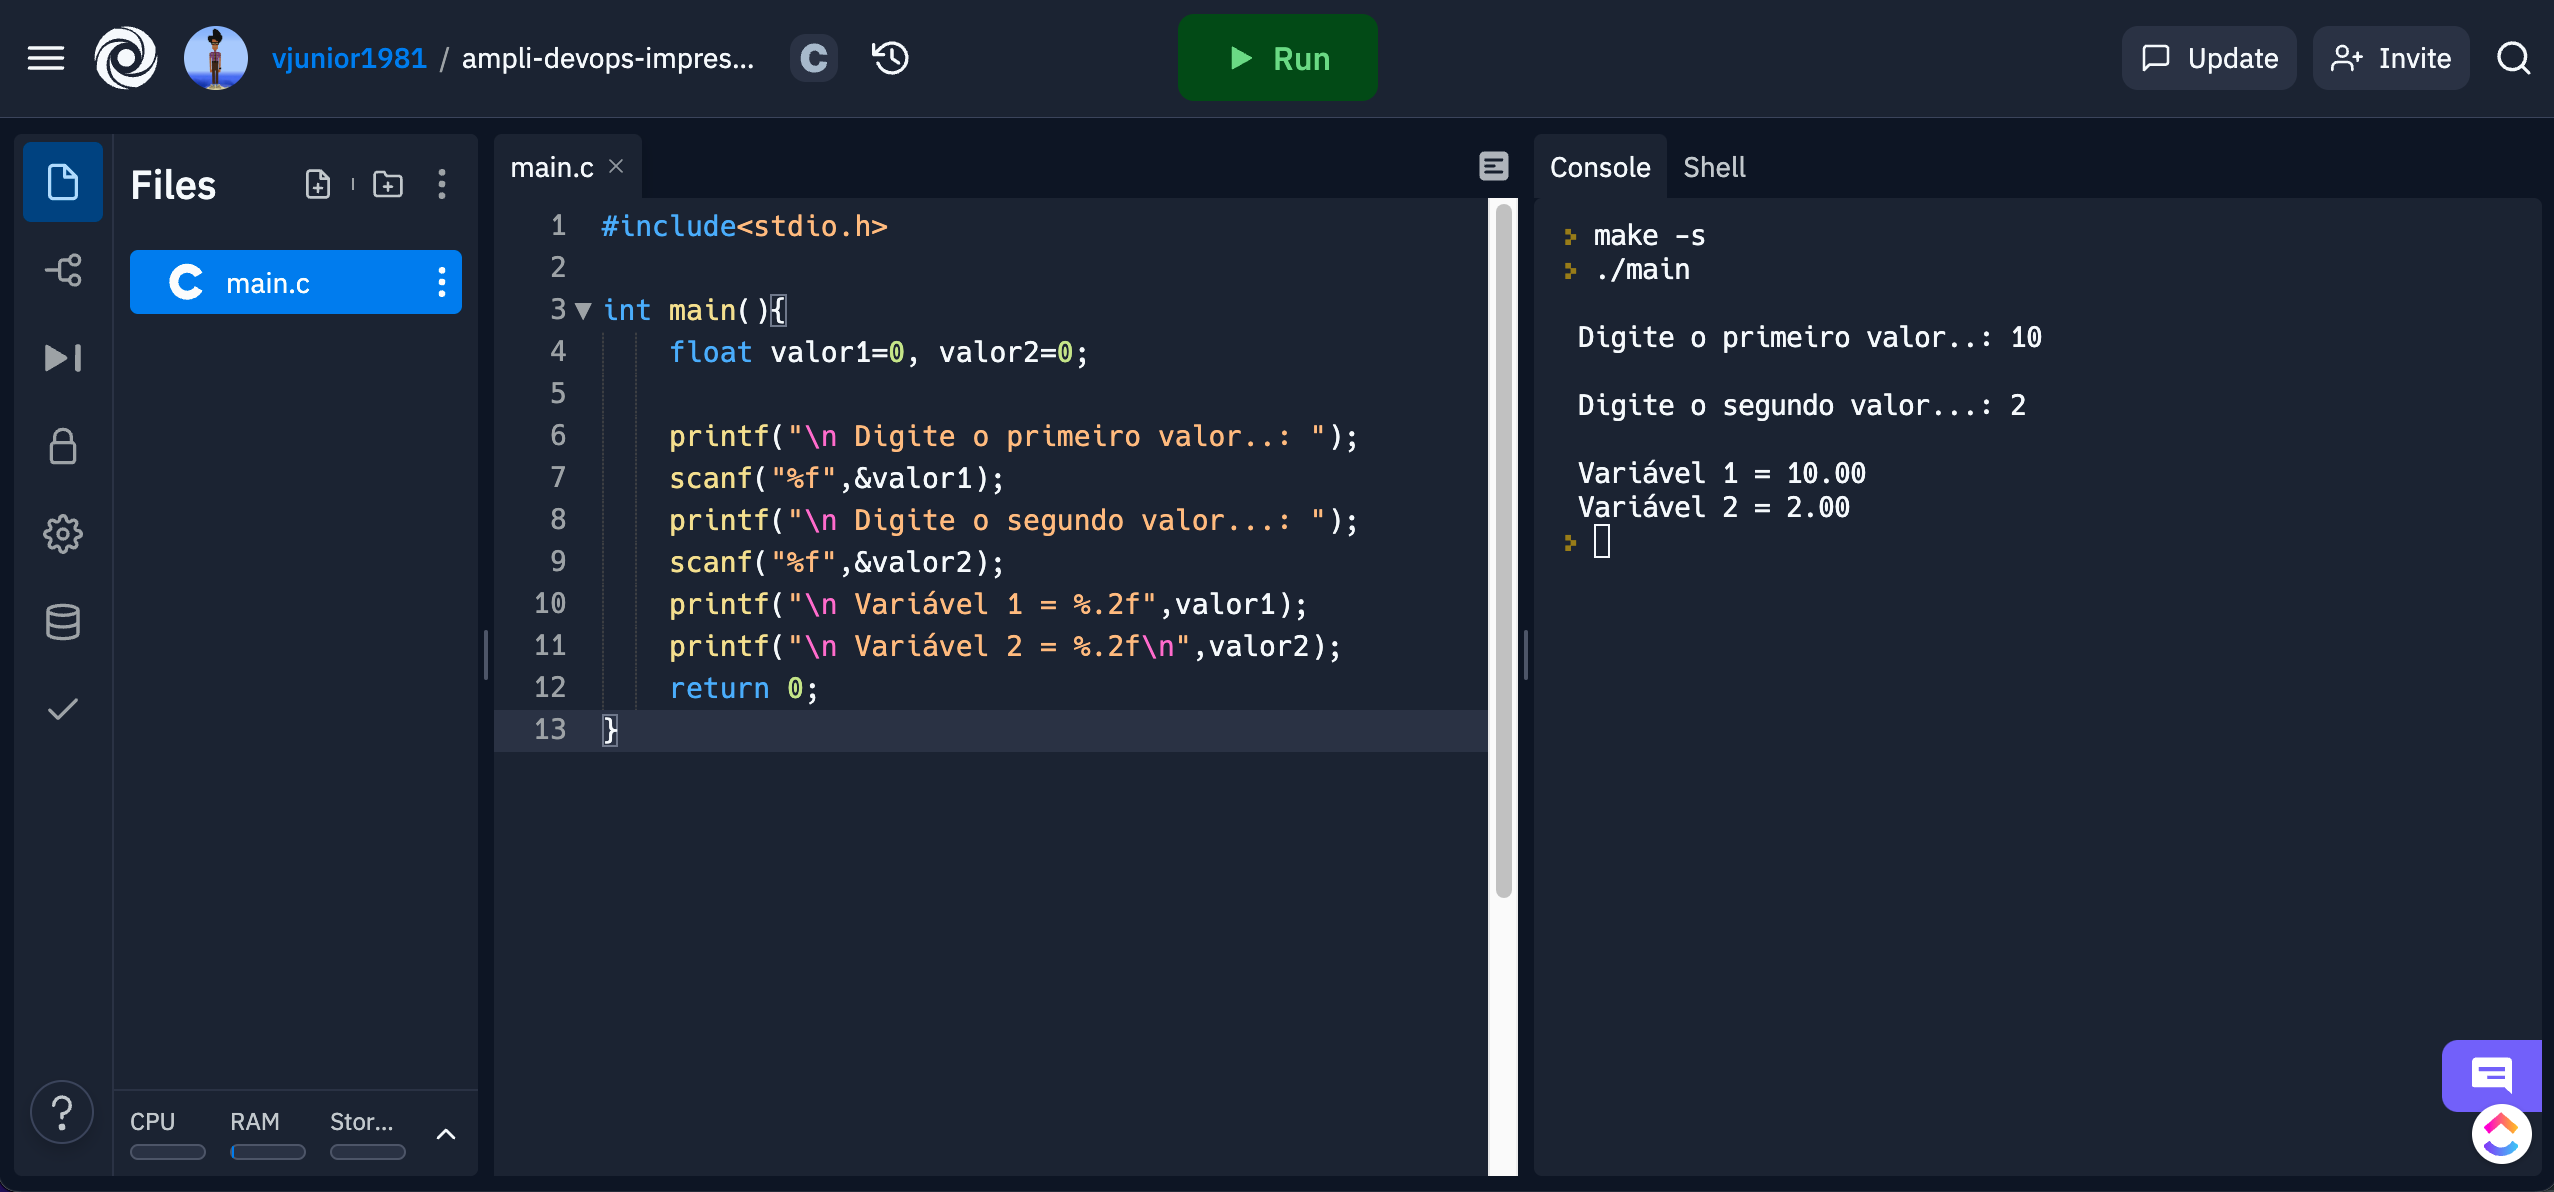 vjunior1981 / ampli-devops-impres...
C
Run
Update
Invite
Files
main.c
CPU RAM Stor...
main.c
1 #include<stdio.h>
2
3 int main(){
4 float valor1=0, valor2=0;
5
6 printf("\n Digite o primeiro valor..: ");
7 scanf("%f",&valor1);
8 printf("\n Digite o segundo valor...: ");
9 scanf("%f",&valor2);
10 printf("\n Variável 1 = %.2f",valor1);
11 printf("\n Variável 2 = %.2f\n",valor2);
12 return 0;
13 }
Console Shell
make -s
./main
Digite o primeiro valor..: 10
Digite o segundo valor...: 2
Variável 1 = 10.00
Variável 2 = 2.00